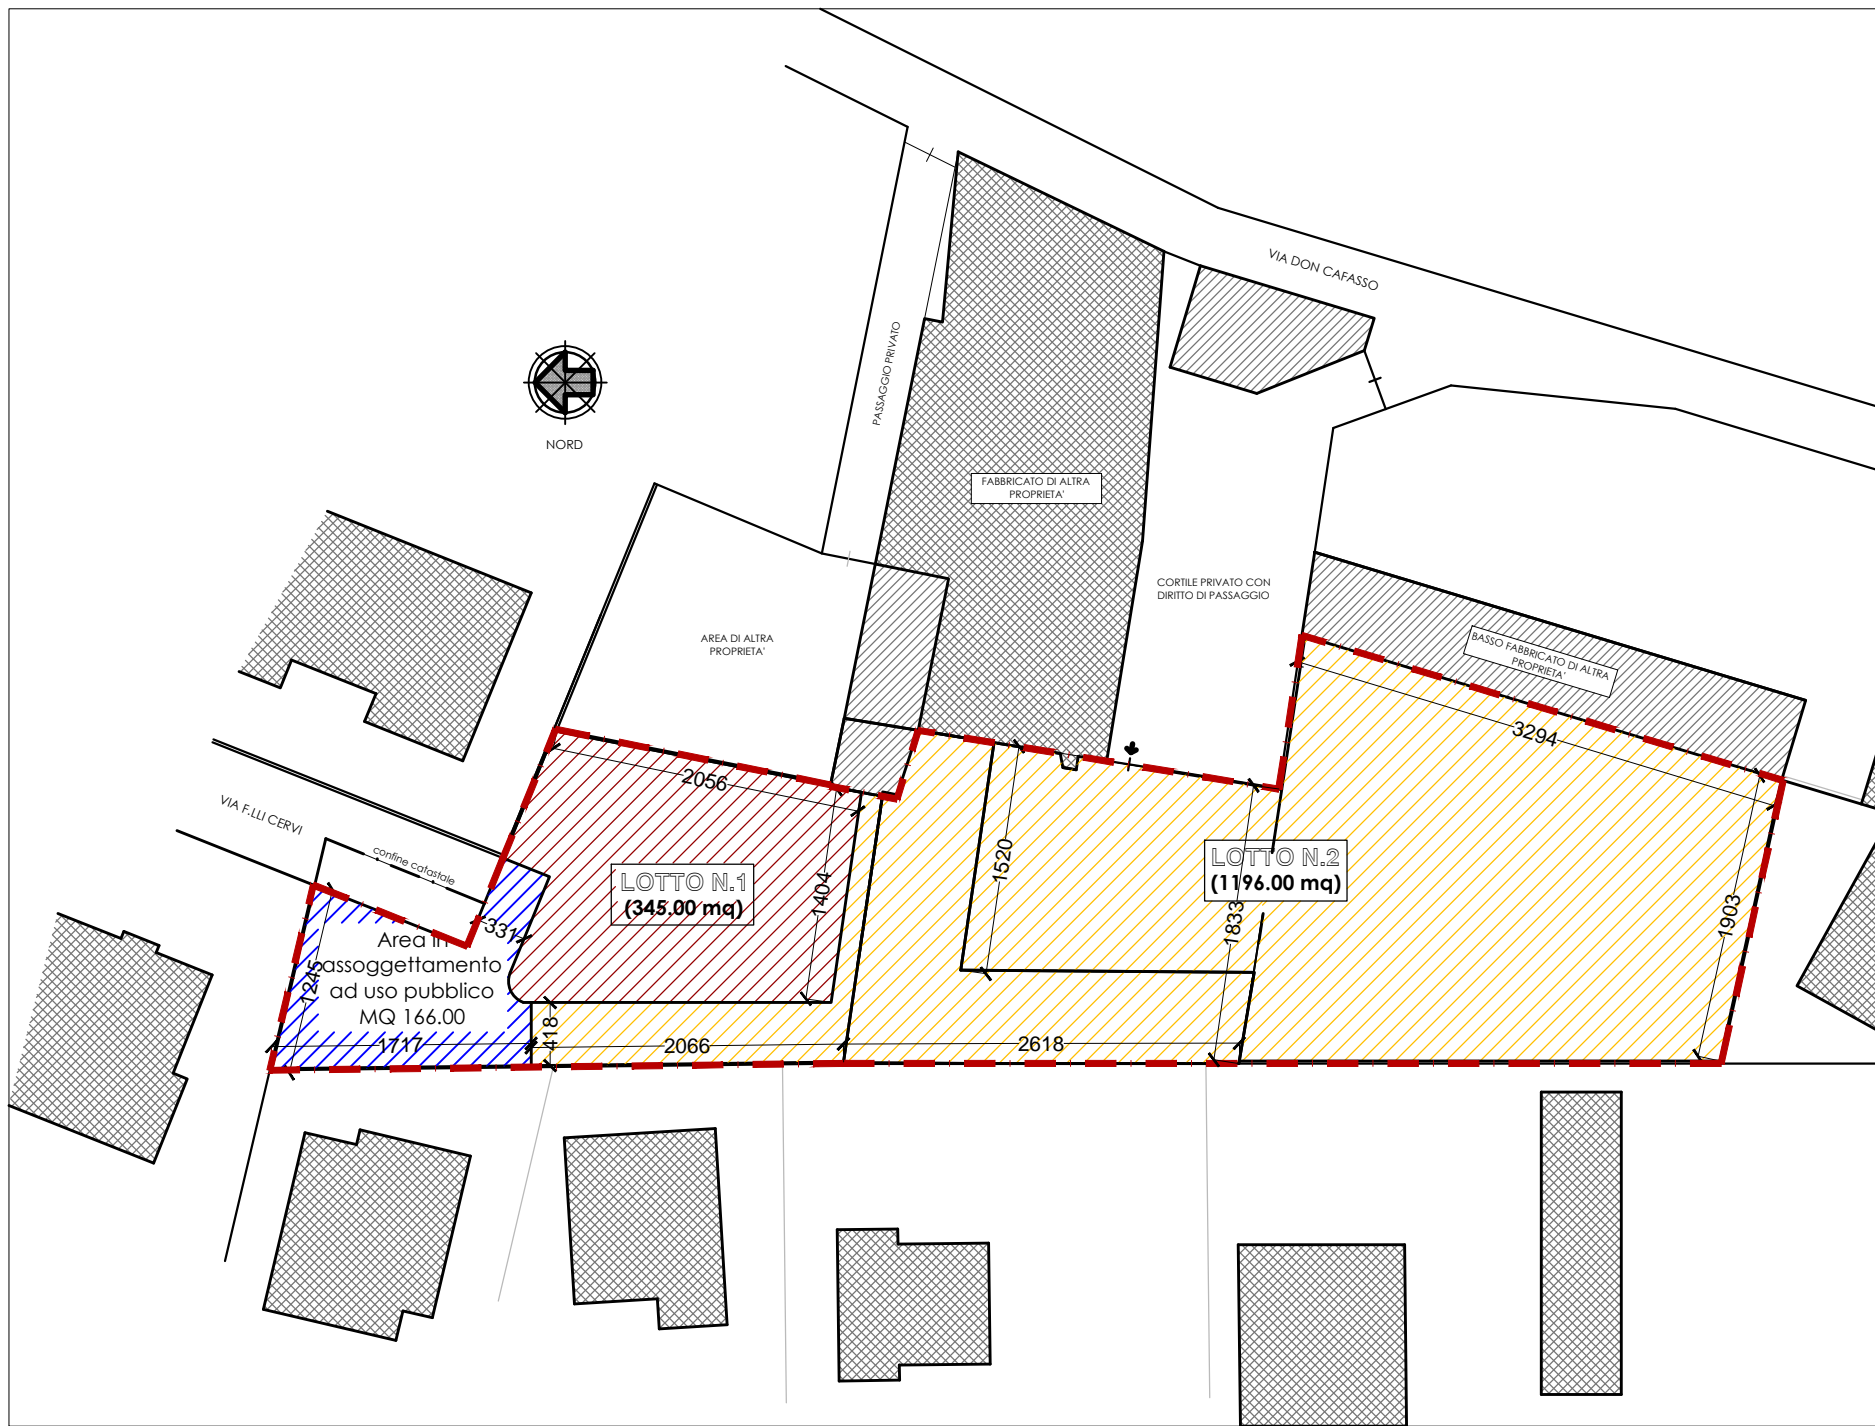 VIA DON CAFASSO
PASSAGGIO PRIVATO
NORD
FABBRICATO DI ALTRA
PROPRIETA'
CORTILE PRIVATO CON
DIRITTO DI PASSAGGIO
AREA DI ALTRA
PROPRIETA'
BASSO FABBRICATO DI ALTRA
PROPRIETA'
3294
2056
VIA F.LLI CERVI
confine catastale
LOTTO N.1
(345.00 mq)
1404
1520
LOTTO N.2
(1196.00 mq)
1833
1903
331
Area in
assoggettamento
ad uso pubblico
MQ 166.00
1245
1717
418
2066
2618